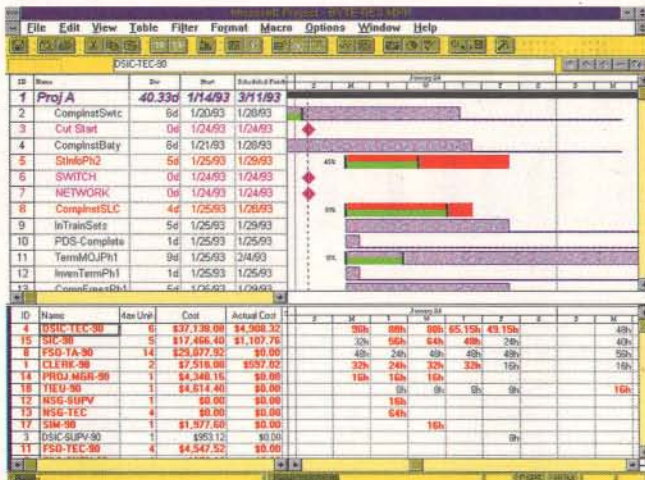 Microsoft Project - BYTE-RES.MPP
File Edit View Table Filter Format Macro Options Window Help
DSIC-TEC-90
ID Name Dur Start Scheduled Finish
January 24
S M T W T F S S M
1 Proj A 40.33d 1/14/93 3/11/93
2 CompInstSwtc 6d 1/20/93 1/28/93
3 Cut Start 0d 1/24/93 1/24/93
4 CompInstBaty 6d 1/21/93 1/28/93
5 StInfoPh2 5d 1/25/93 1/29/93 45%
6 SWITCH 0d 1/24/93 1/24/93
7 NETWORK 0d 1/24/93 1/24/93
8 CompInstSLC 4d 1/25/93 1/28/93
9 InTrainSets 5d 1/25/93 1/29/93
10 PDS-Complete 1d 1/25/93 1/25/93
11 TermMOJPh1 9d 1/25/93 2/4/93
12 InvenTermPh1 1d 1/25/93 1/25/93
ID Name Max Units Cost Actual Cost
January 24
S M T W T F S S M
4 DSIC-TEC-90 6 $37,138.08 $4,908.32 96h 88h 80h 65.15h 49.15h 48h
15 SIC-90 5 $17,466.40 $1,107.76 32h 56h 64h 48h 24h 40h
8 FSO-TA-90 14 $29,077.92 $0.00 48h 24h 48h 48h 48h 56h
1 CLERK-90 2 $7,518.08 $597.02 32h 24h 32h 32h 16h 16h
14 PROJ.MGR-90 1 $4,348.16 $0.00 16h 16h 16h
18 TIEU-90 1 $4,614.40 $0.00 8h 8h 8h 8h 16h
12 NSG-SUPV 1 $0.00 $0.00 16h
13 NSG-TEC 4 $0.00 $0.00 64h
17 SIM-90 1 $1,977.60 $0.00 16h
3 DSIC-SUPV-90 1 $953.12 $0.00 8h
11 FSO-TEC-90 4 $4,547.52 $0.00